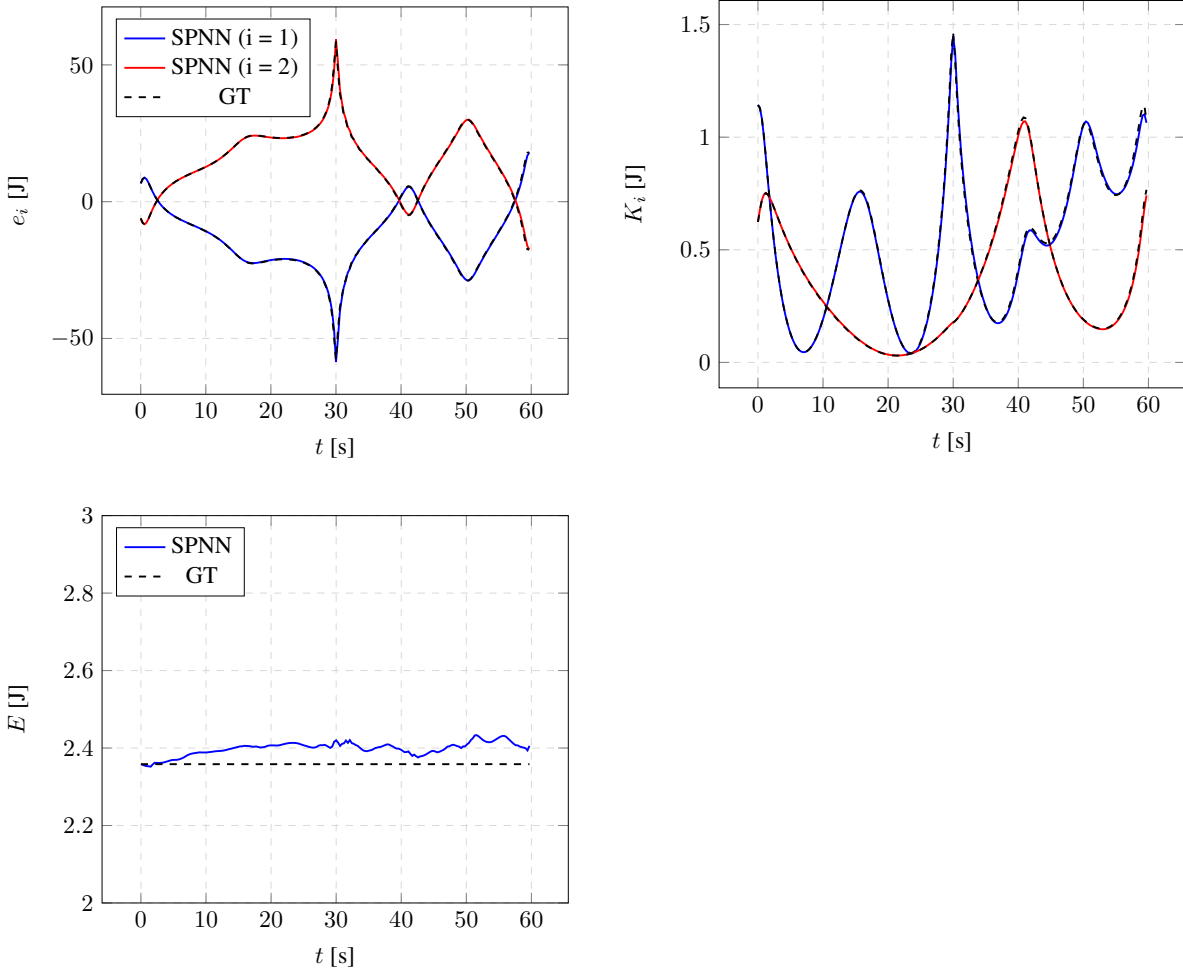 50
0
−50
0 10 20 30 40 50 60
t [s]
e_i [J]
SPNN (i = 1)
SPNN (i = 2)
GT
1.5
1
0.5
0
0 10 20 30 40 50 60
t [s]
K_i [J]
3
2.8
2.6
2.4
2.2
2
0 10 20 30 40 50 60
t [s]
E [J]
SPNN
GT